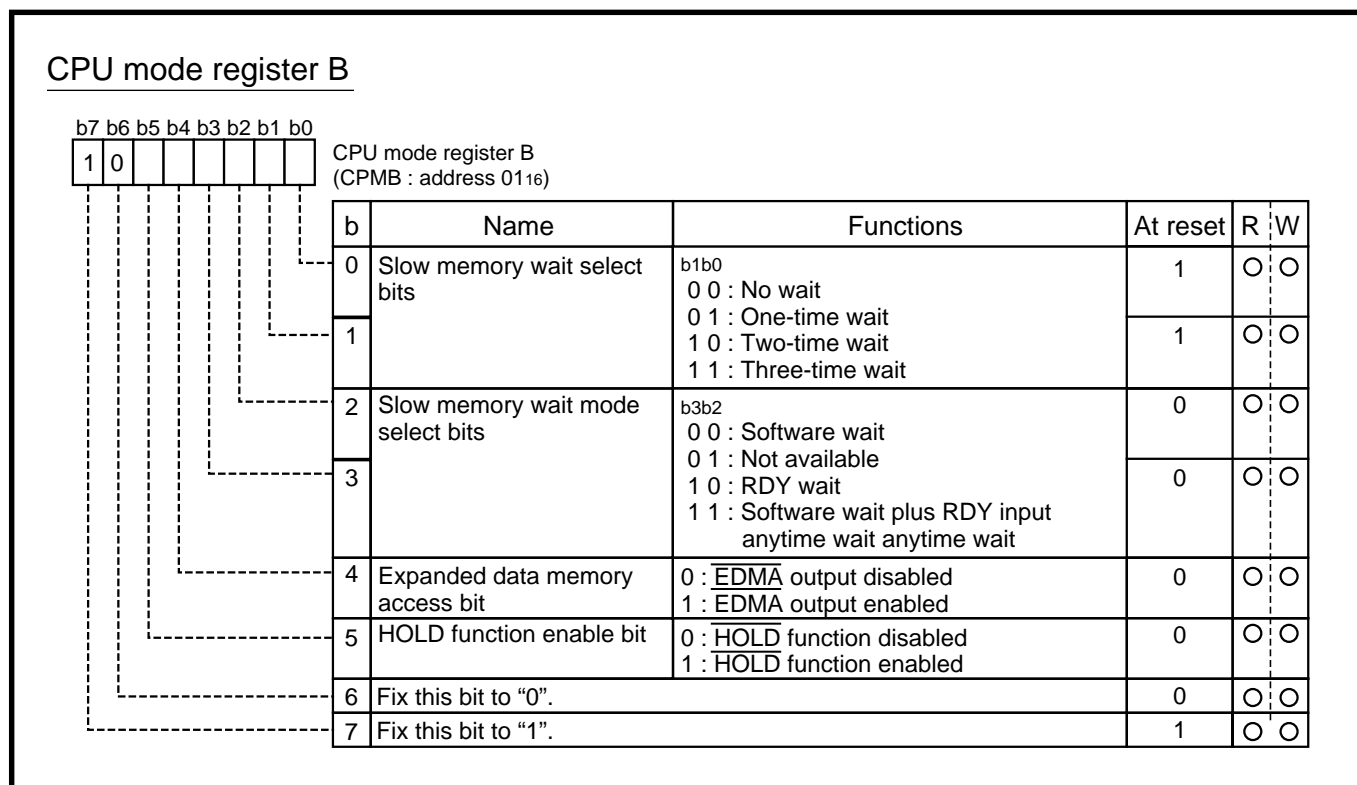 CPU mode register B
b7 b6 b5 b4 b3 b2 b1 b0
1 0
CPU mode register B
(CPMB : address 0116)
b Name Functions At reset R W
0 Slow memory wait select bits
b1b0
0 0 : No wait
0 1 : One-time wait
1 0 : Two-time wait
1 1 : Three-time wait
1
1
1
2 Slow memory wait mode select bits
b3b2
0 0 : Software wait
0 1 : Not available
1 0 : RDY wait
1 1 : Software wait plus RDY input
anytime wait anytime wait
0
3
0
4 Expanded data memory access bit
0 : EDMA output disabled
1 : EDMA output enabled
0
5 HOLD function enable bit
0 : HOLD function disabled
1 : HOLD function enabled
0
6 Fix this bit to “0”. 0
7 Fix this bit to “1”. 1